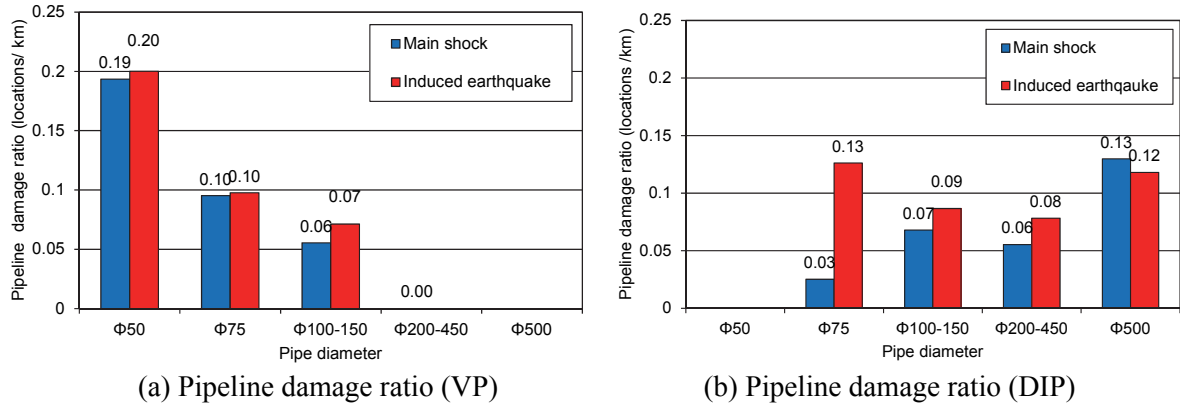 0.25
0.2
0.15
0.1
0.05
0
Pipeline damage ratio (locations/ km)
Main shock
Induced earthquake
0.19
0.20
0.10
0.10
0.06
0.07
0.00
Φ50
Φ75
Φ100-150
Φ200-450
Φ500
Pipe diameter
(a) Pipeline damage ratio (VP)
0.25
0.2
0.15
0.1
0.05
0
Pipeline damage ratio (locations /km)
Main shock
Induced earthqauke
0.03
0.13
0.07
0.09
0.06
0.08
0.13
0.12
Φ50
Φ75
Φ100-150
Φ200-450
Φ500
Pipe diameter
(b) Pipeline damage ratio (DIP)